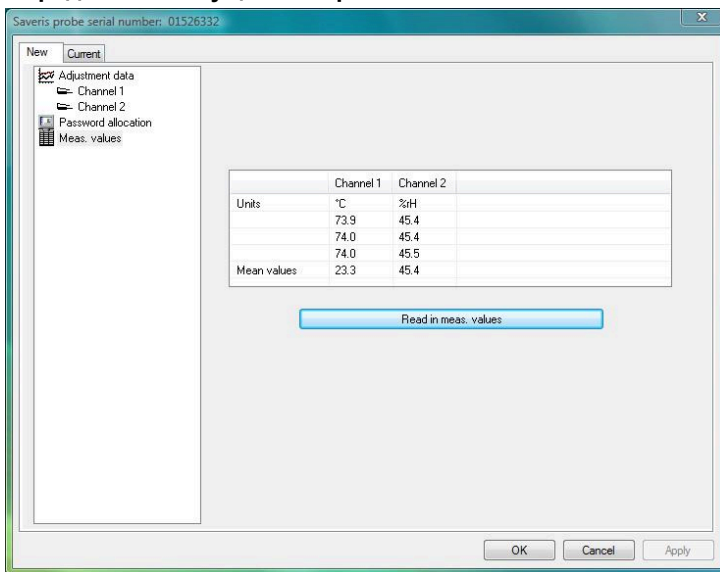 Saveris probe serial number: 01526332
X
New Current
Adjustment data
Channel 1
Channel 2
Password allocation
Meas. values
Channel 1 Channel 2
Units °C %rH
73.9 45.4
74.0 45.4
74.0 45.5
Mean values 23.3 45.4
Read in meas. values
OK Cancel Apply